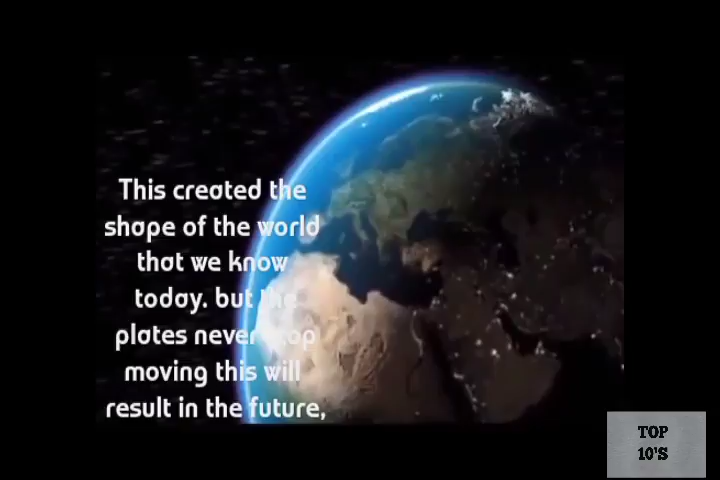 This created the
shape of the world
that we know
today. but the
plates never stop
moving this will
result in the future,
TOP
10'S